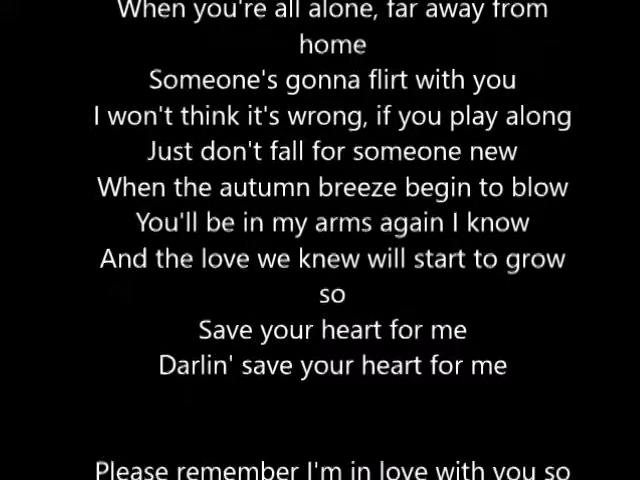 When you're all alone, far away from
home
Someone's gonna flirt with you
I won't think it's wrong, if you play along
Just don't fall for someone new
When the autumn breeze begin to blow
You'll be in my arms again I know
And the love we knew will start to grow
so
Save your heart for me
Darlin' save your heart for me
Please remember I'm in love with you so